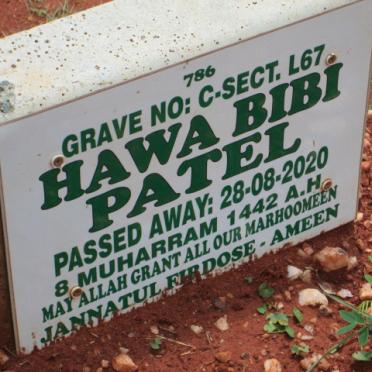 786
GRAVE NO: C-SECT. L67
HAWA BIBI
PATEL
PASSED AWAY: 28-08-2020
8 MUHARRAM 1442 A.H
MAY ALLAH GRANT ALL OUR MARHOOMEEN
JANNATUL FIRDOSE - AMEEN